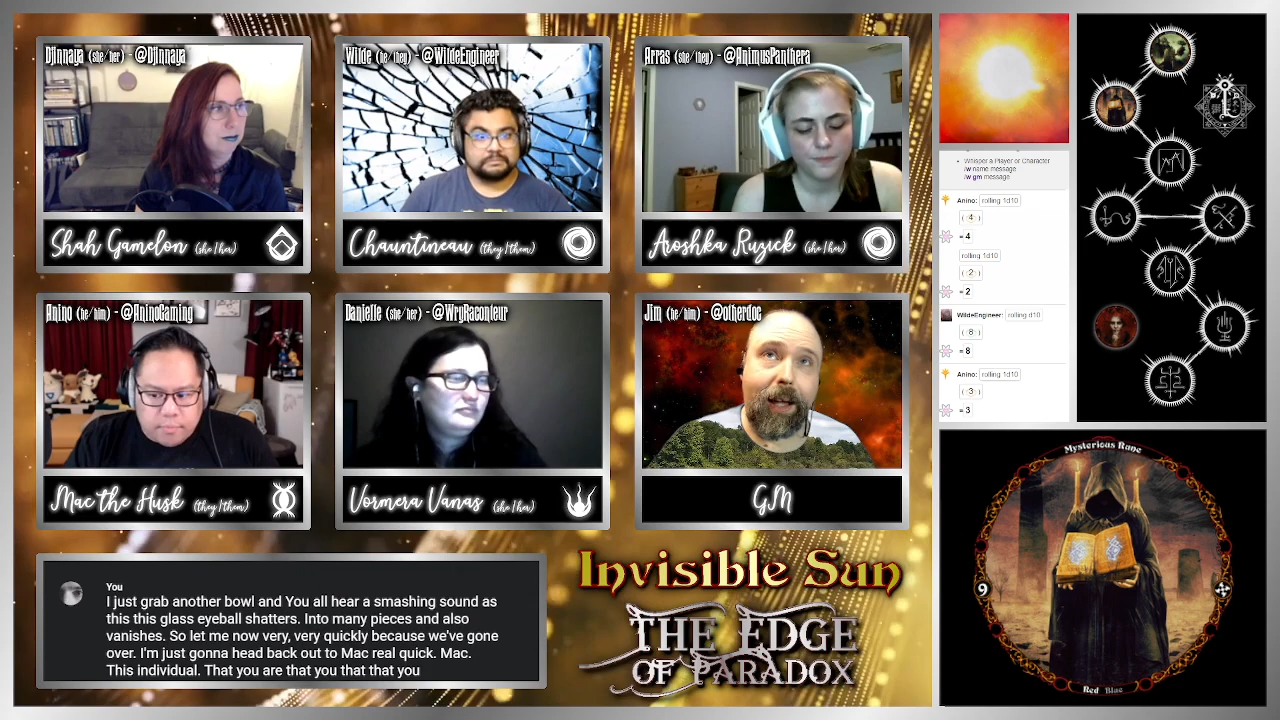 Djinnaya (she/her) - @Djinnaya
Shah Gamelon (she/her)
Wilde (he/they) - @WildeEngineer
Chauntineau (they/them)
Arras (she/they) - @AnimusPanthera
Aroshka Ruzick (she/her)
Anino (he/him) - @AninoGaming
Mac the Husk (they/them)
Danielle (she/her) - @WryRaconteur
Vormera Vanas (she/her)
Jim (he/him) - @otherdoc
GM
You
I just grab another bowl and You all hear a smashing sound as
this this glass eyeball shatters. Into many pieces and also
vanishes. So let me now very, very quickly because we've gone
over. I'm just gonna head back out to Mac real quick. Mac.
This individual. That you are that you that that you
Invisible Sun
THE EDGE
OF PARADOX
Whisper a Player or Character
/w name message
/w gm message
Anino: rolling 1d10
(4)
= 4
rolling 1d10
(2)
= 2
WildeEngineer: rolling d10
(8)
= 8
Anino: rolling 1d10
(3)
= 3
Mysterious Rune
9
Red Blue